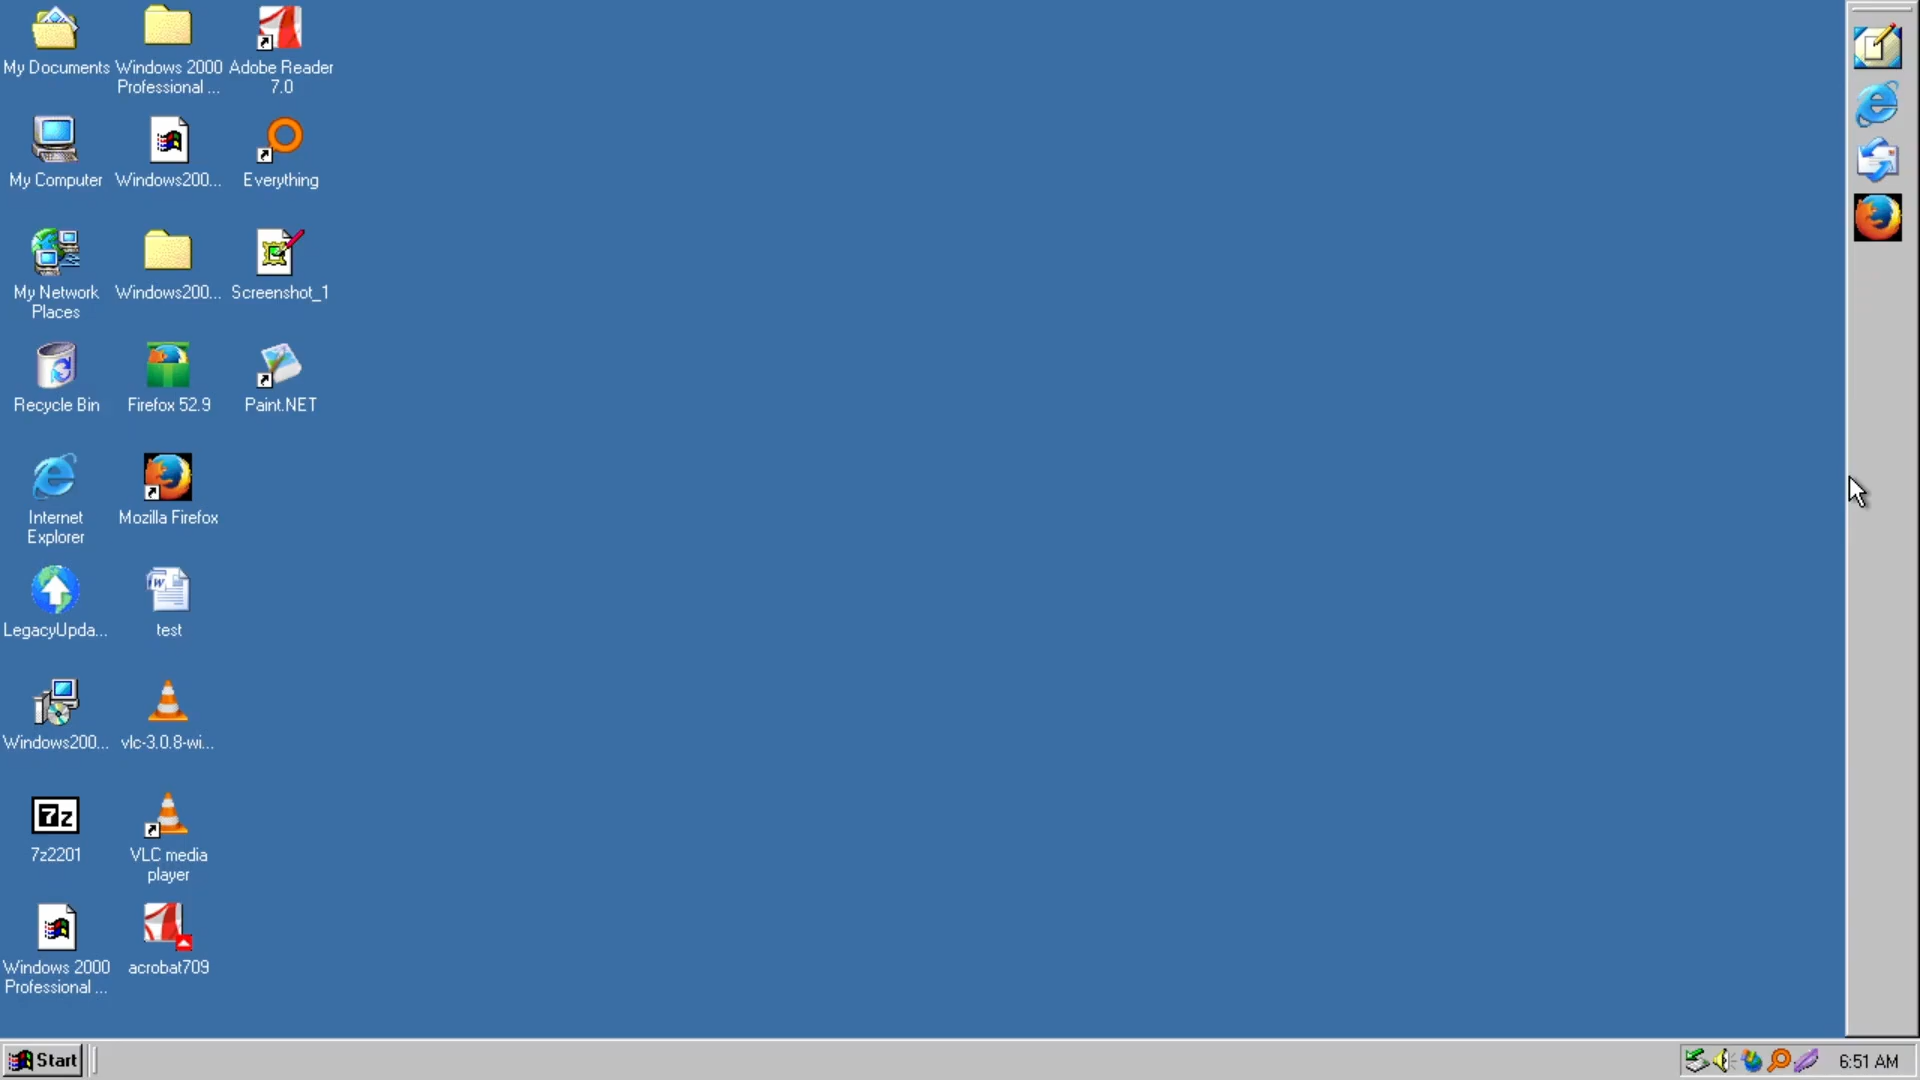 My Documents
Windows 2000
Professional ...
Adobe Reader
7.0
My Computer
Windows200...
Everything
My Network
Places
Windows200...
Screenshot_1
Recycle Bin
Firefox 52.9
Paint.NET
Internet
Explorer
Mozilla Firefox
LegacyUpda...
test
Windows200...
vlc-3.0.8-wi...
7z
7z2201
VLC media
player
Windows 2000
Professional ...
acrobat709
Start
6:51 AM